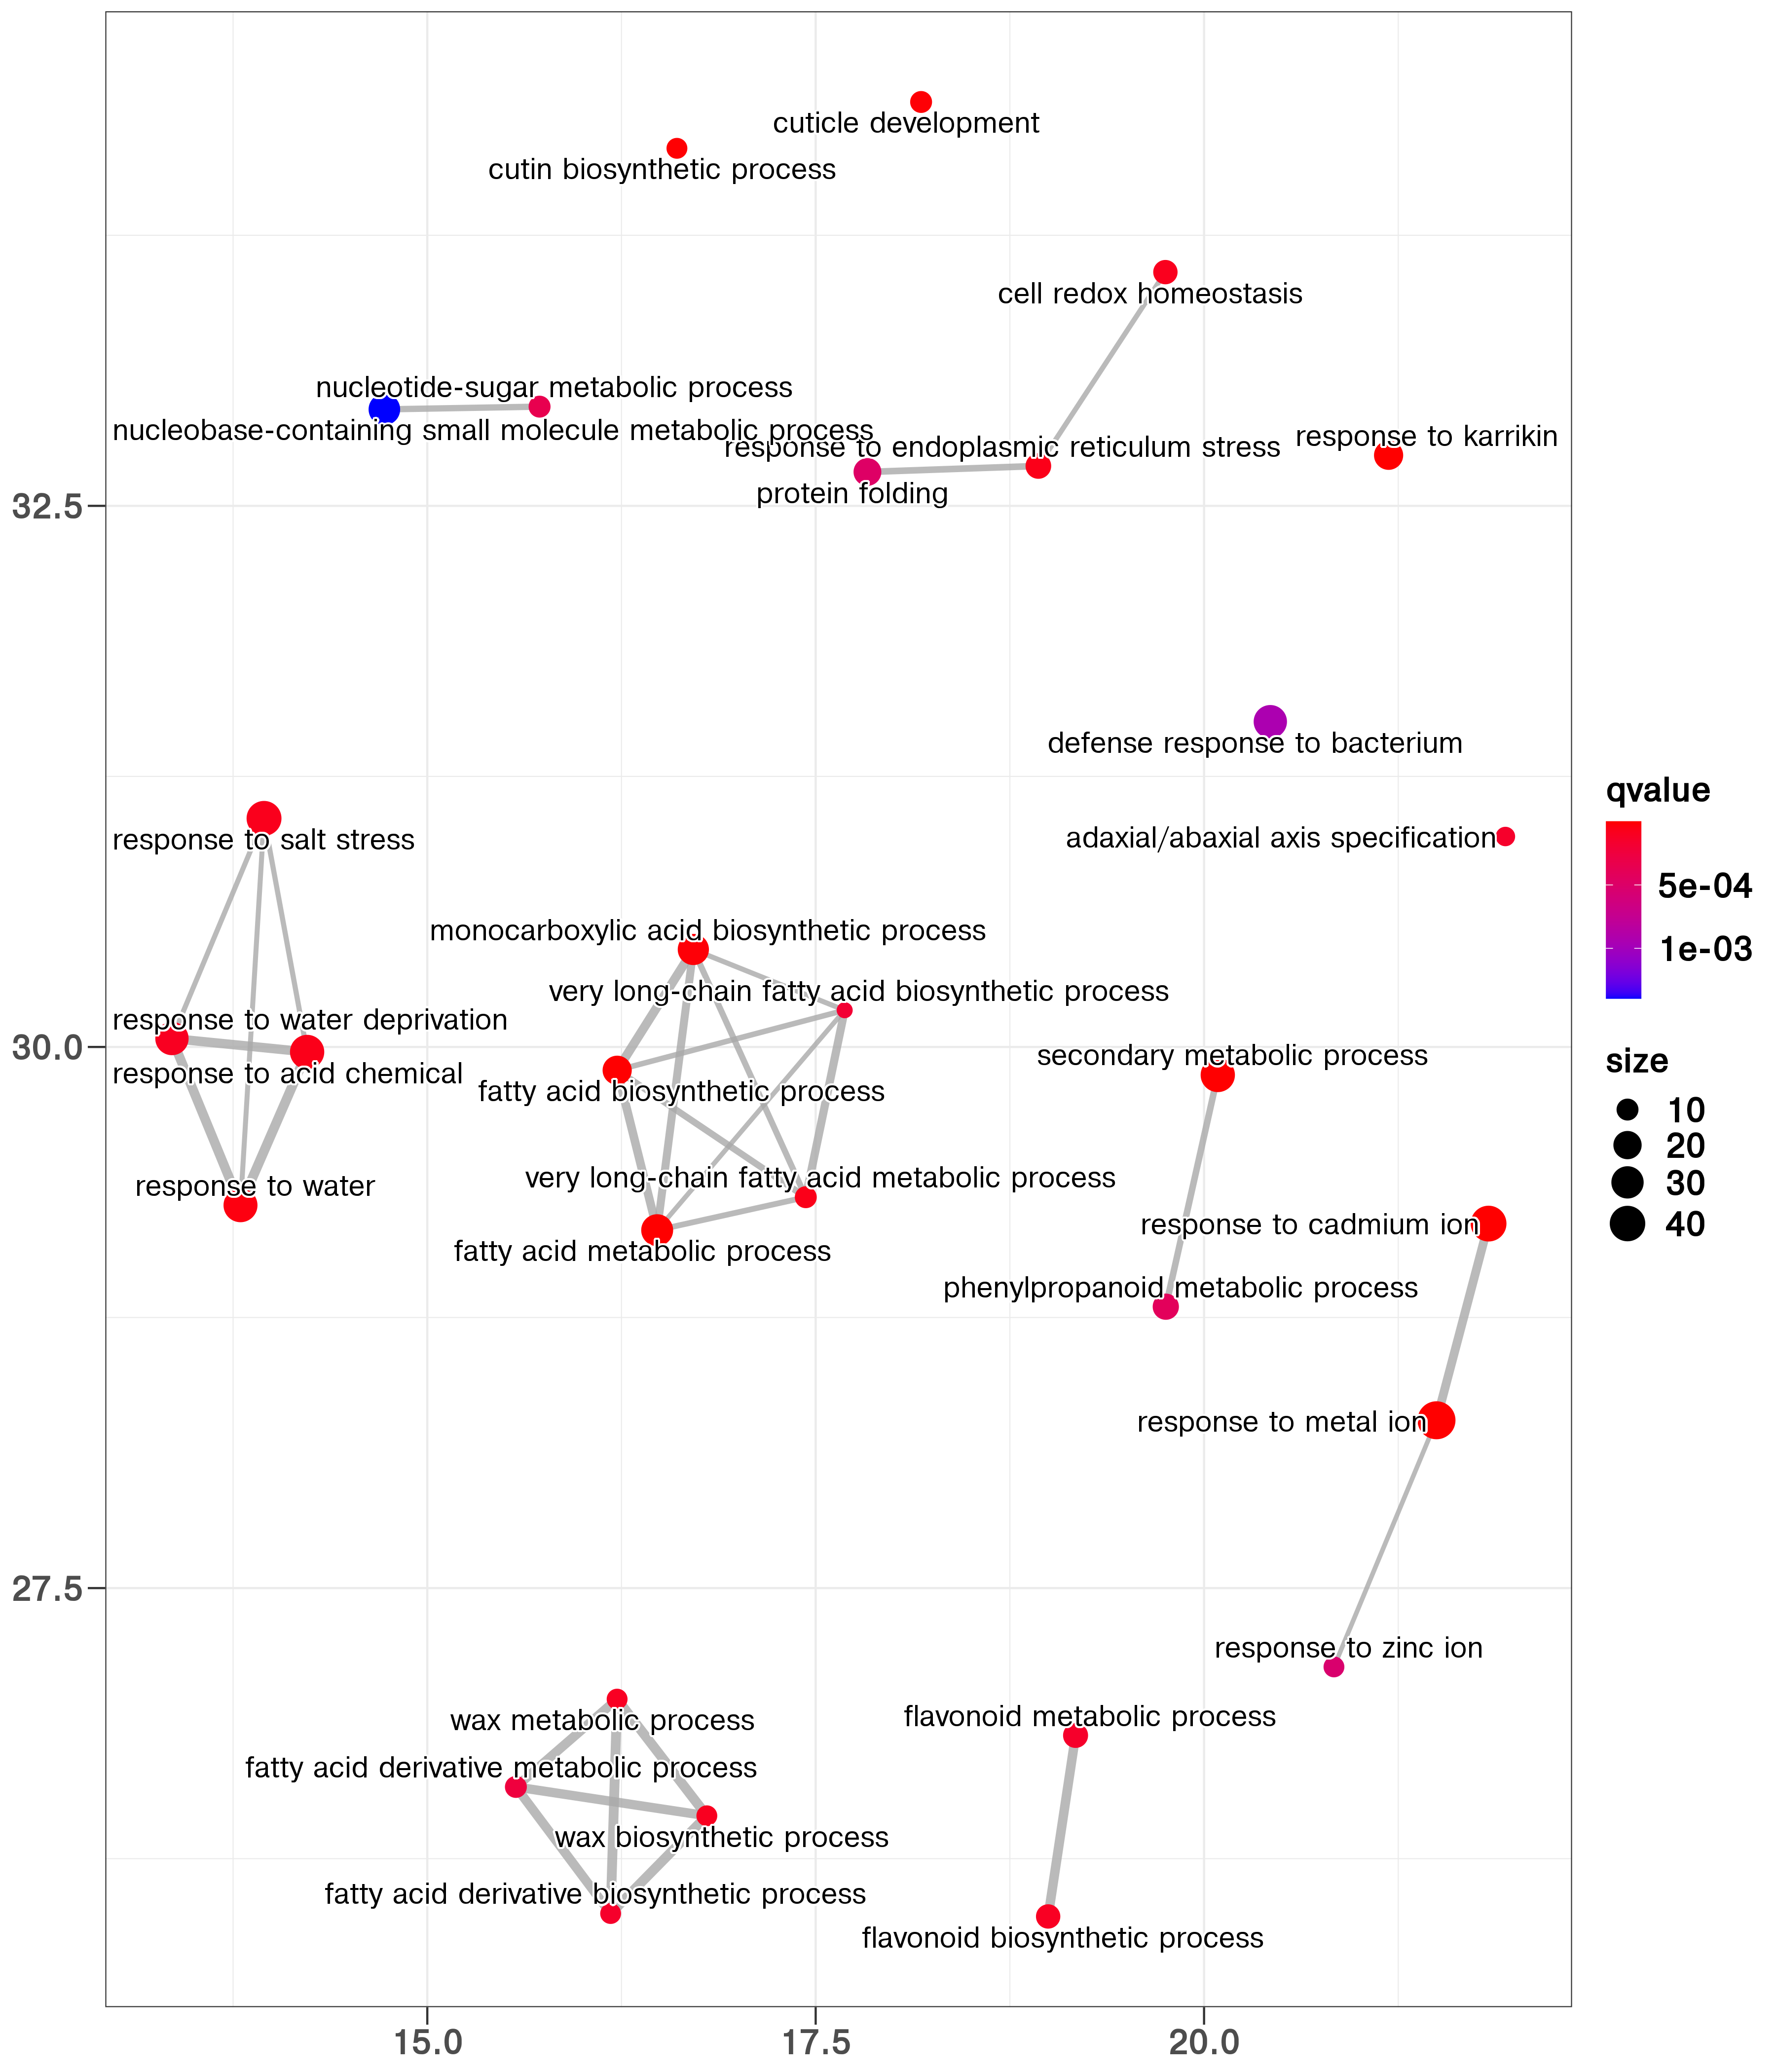 cuticle development
cutin biosynthetic process
cell redox homeostasis
nucleotide-sugar metabolic process
nucleobase-containing small molecule metabolic process
response to endoplasmic reticulum stress
response to karrikin
protein folding
32.5
defense response to bacterium
qvalue
5e-04
1e-03
response to salt stress
adaxial/abaxial axis specification
monocarboxylic acid biosynthetic process
very long-chain fatty acid biosynthetic process
response to water deprivation
30.0
secondary metabolic process
response to acid chemical
fatty acid biosynthetic process
size
10
20
30
40
very long-chain fatty acid metabolic process
response to water
response to cadmium ion
fatty acid metabolic process
phenylpropanoid metabolic process
response to metal ion
27.5
response to zinc ion
wax metabolic process
flavonoid metabolic process
fatty acid derivative metabolic process
wax biosynthetic process
fatty acid derivative biosynthetic process
flavonoid biosynthetic process
15.0
17.5
20.0